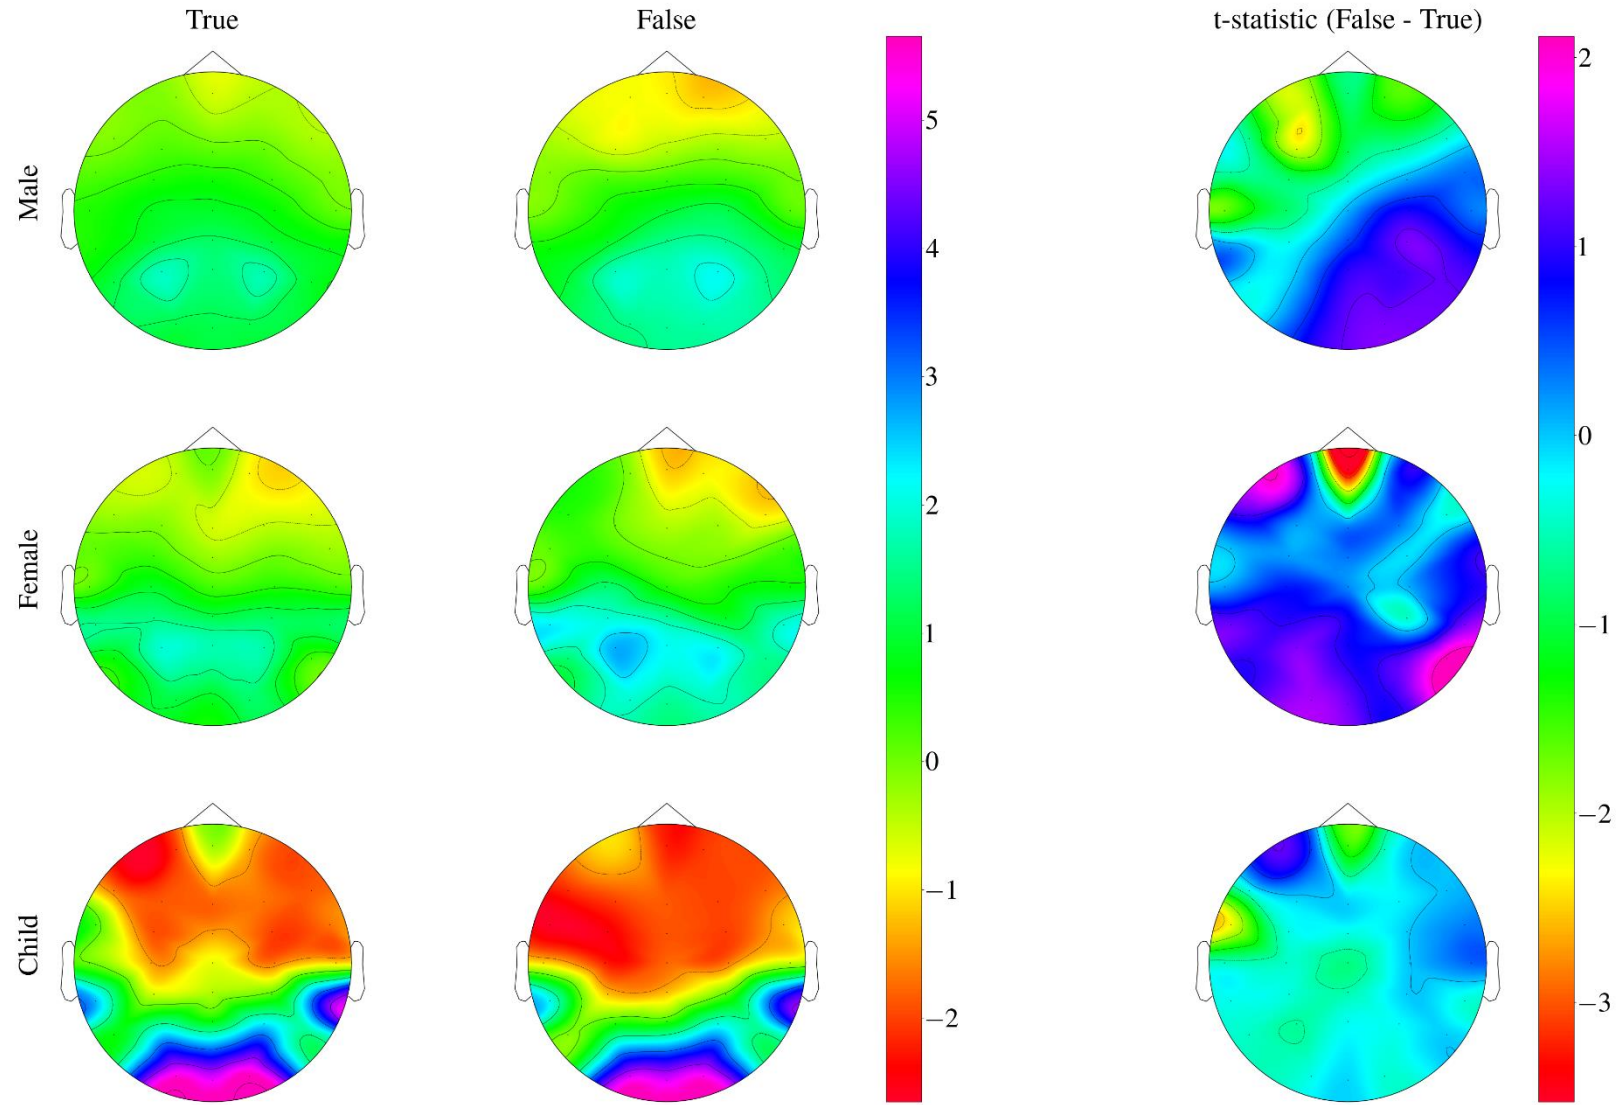 True
False
t-statistic (False - True)
Male
Female
Child
5
4
3
2
1
0
−1
−2
2
1
0
−1
−2
−3